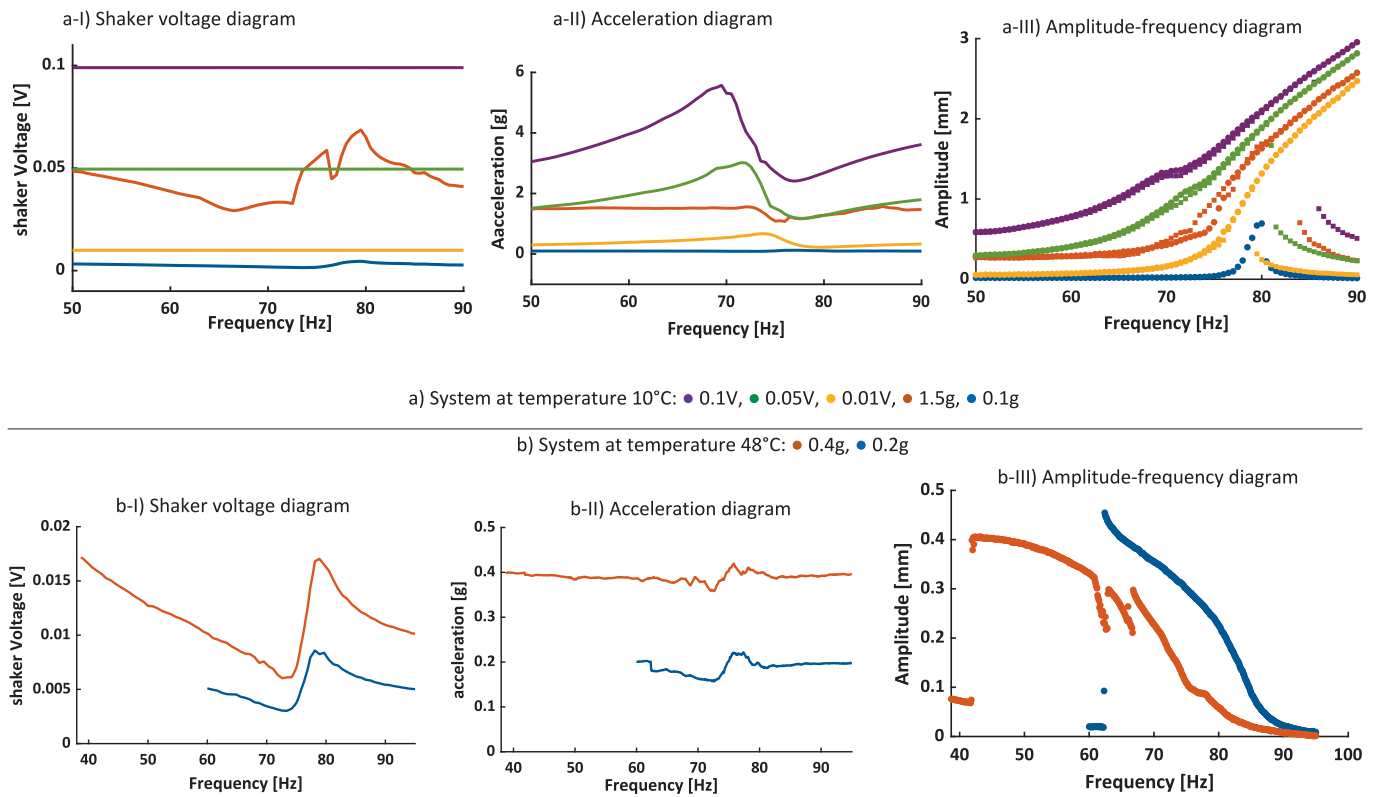 a-I) Shaker voltage diagram
shaker Voltage [V]
0.1
0.05
0
50 60 70 80 90
Frequency [Hz]
a-II) Acceleration diagram
Aacceleration [g]
6
4
2
0
50 60 70 80 90
Frequency [Hz]
a-III) Amplitude-frequency diagram
Amplitude [mm]
3
2
1
0
50 60 70 80 90
Frequency [Hz]
a) System at temperature 10°C: 0.1V, 0.05V, 0.01V, 1.5g, 0.1g
b) System at temperature 48°C: 0.4g, 0.2g
b-I) Shaker voltage diagram
shaker Voltage [V]
0.02
0.015
0.01
0.005
0
40 50 60 70 80 90
Frequency [Hz]
b-II) Acceleration diagram
acceleration [g]
0.5
0.4
0.3
0.2
0.1
0
40 50 60 70 80 90
Frequency [Hz]
b-III) Amplitude-frequency diagram
Amplitude [mm]
0.5
0.4
0.3
0.2
0.1
0
40 50 60 70 80 90 100
Frequency [Hz]